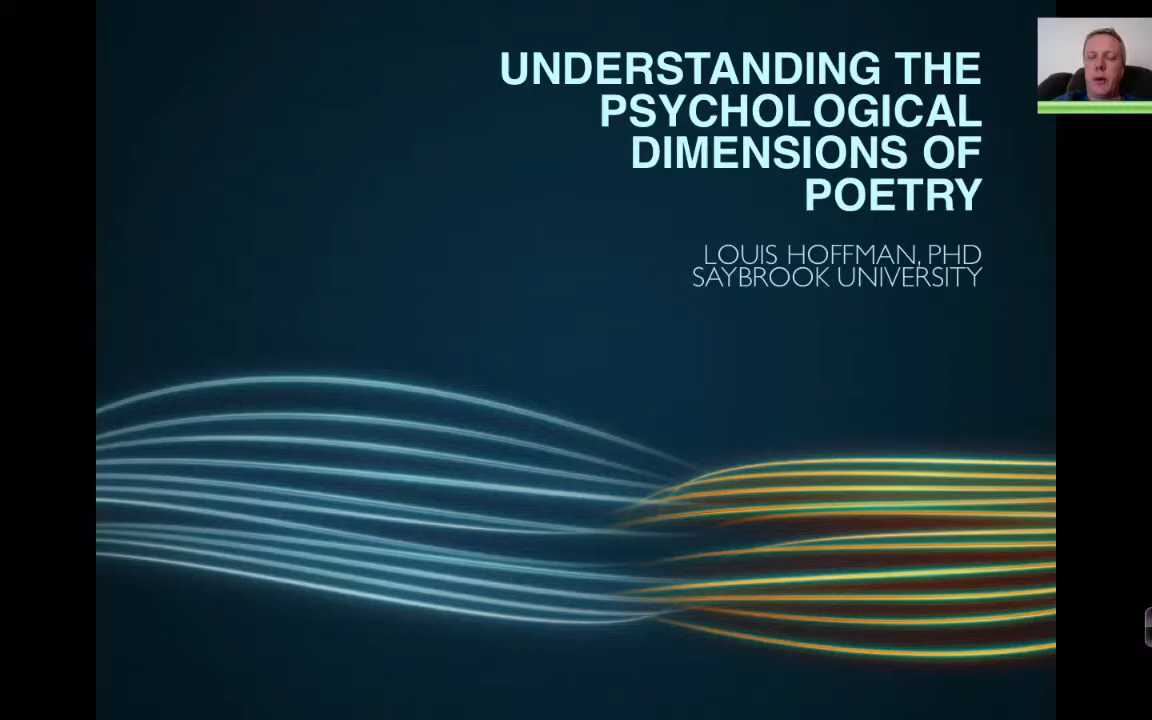 UNDERSTANDING THE
PSYCHOLOGICAL
DIMENSIONS OF
POETRY
LOUIS HOFFMAN, PHD
SAYBROOK UNIVERSITY